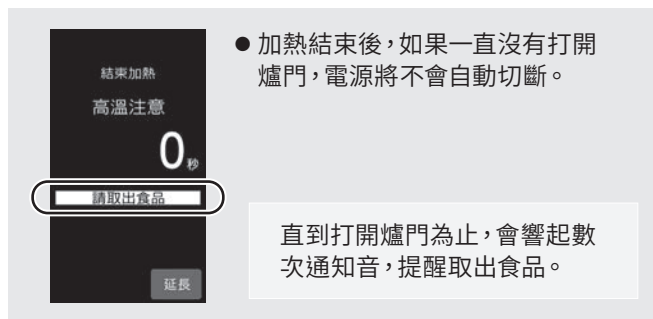 結束加熱
高溫注意
0秒
請取出食品
延長
●加熱結束後，如果一直沒有打開
爐門，電源將不會自動切斷。
直到打開爐門為止，會響起數
次通知音，提醒取出食品。